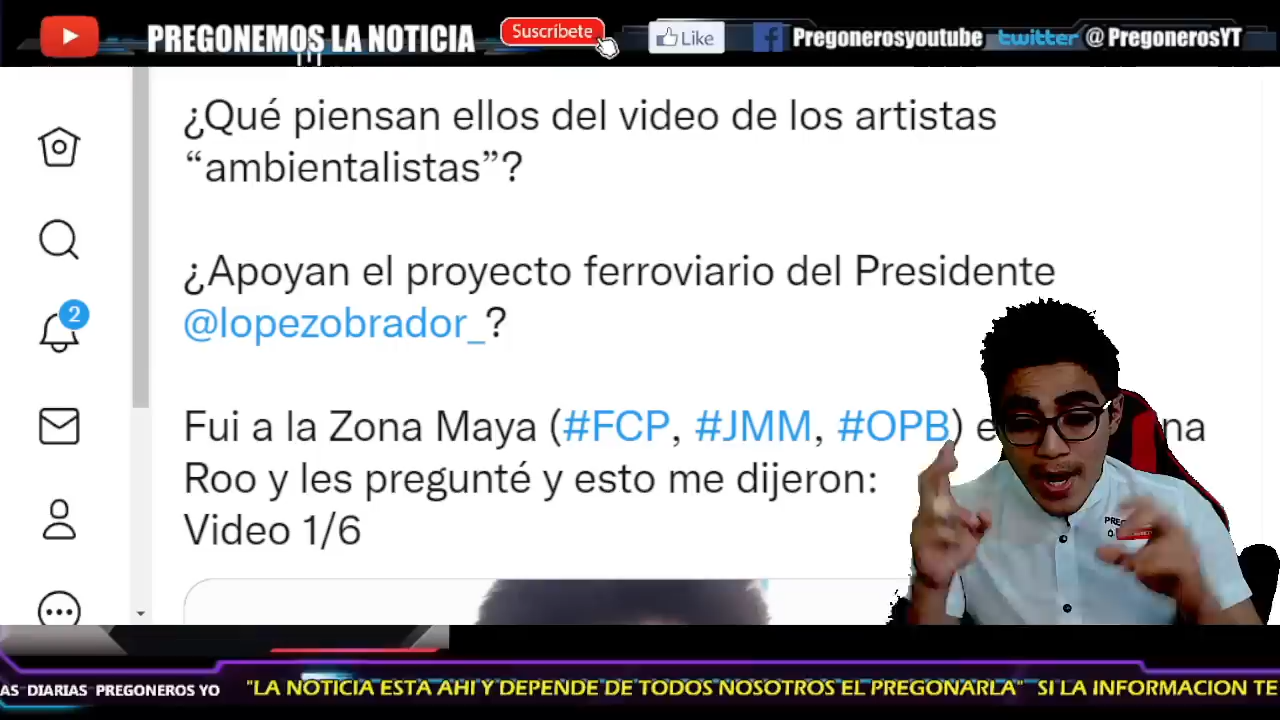 PREGONEMOS LA NOTICIA
Suscríbete
Like
Pregonerosyoutube
twitter @PregonerosYT
¿Qué piensan ellos del video de los artistas
“ambientalistas”?
¿Apoyan el proyecto ferroviario del Presidente
@lopezobrador_?
2
Fui a la Zona Maya (#FCP, #JMM, #OPB) e na
Roo y les pregunté y esto me dijeron:
Video 1/6
AS DIARIAS PREGONEROS YO "LA NOTICIA ESTA AHI Y DEPENDE DE TODOS NOSOTROS EL PREGONARLA" SI LA INFORMACION TE